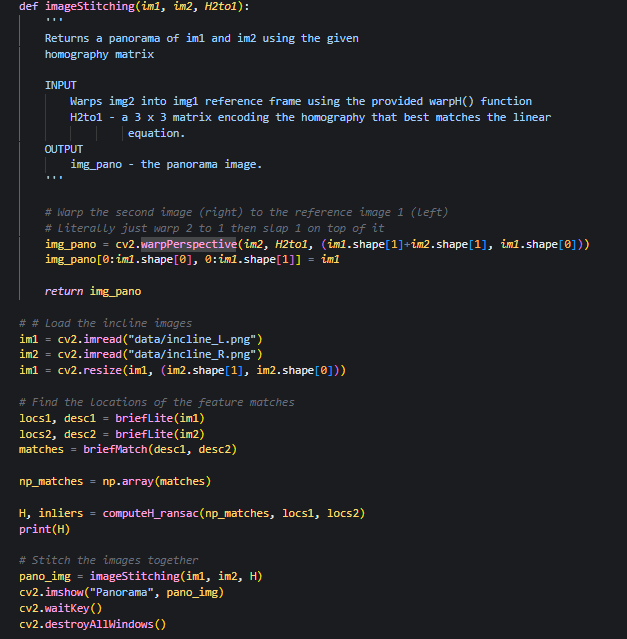 def imageStitching(im1, im2, H2to1):
'''
Returns a panorama of im1 and im2 using the given
homography matrix
INPUT
Warps img2 into img1 reference frame using the provided warpH() function
H2to1 - a 3 x 3 matrix encoding the homography that best matches the linear
equation.
OUTPUT
img_pano - the panorama image.
'''
# Warp the second image (right) to the reference image 1 (left)
# Literally just warp 2 to 1 then slap 1 on top of it
img_pano = cv2.warpPerspective(im2, H2to1, (im1.shape[1]+im2.shape[1], im1.shape[0]))
img_pano[0:im1.shape[0], 0:im1.shape[1]] = im1
return img_pano
# # Load the incline images
im1 = cv2.imread("data/incline_L.png")
im2 = cv2.imread("data/incline_R.png")
im1 = cv2.resize(im1, (im2.shape[1], im2.shape[0]))
# Find the locations of the feature matches
locs1, desc1 = briefLite(im1)
locs2, desc2 = briefLite(im2)
matches = briefMatch(desc1, desc2)
np_matches = np.array(matches)
H, inliers = computeH_ransac(np_matches, locs1, locs2)
print(H)
# Stitch the images together
pano_img = imageStitching(im1, im2, H)
cv2.imshow("Panorama", pano_img)
cv2.waitKey()
cv2.destroyAllWindows()